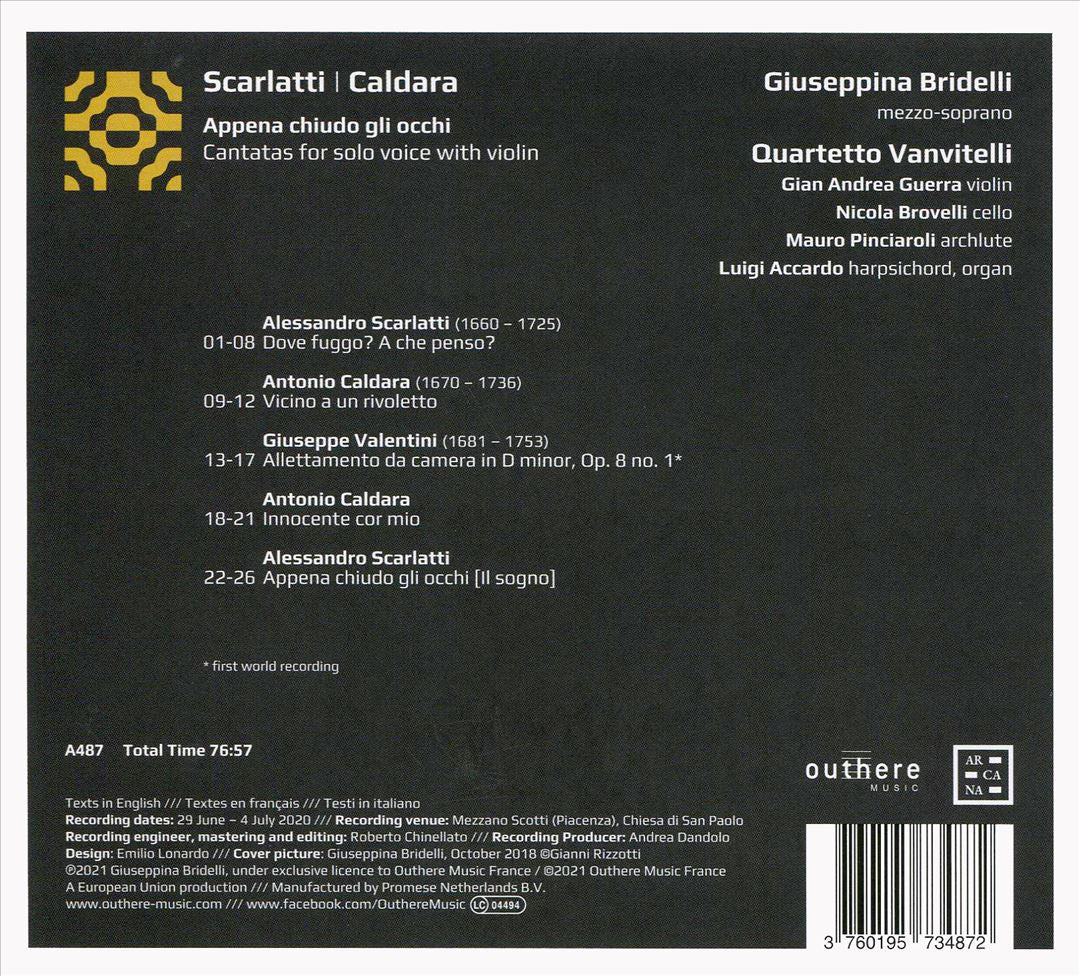 Scarlatti | Caldara
Appena chiudo gli occhi
Cantatas for solo voice with violin
Giuseppina Bridelli
mezzo-soprano
Quartetto Vanvitelli
Gian Andrea Guerra violin
Nicola Brovelli cello
Mauro Pinciaroli archlute
Luigi Accardo harpsichord, organ
Alessandro Scarlatti (1660 – 1725)
01-08 Dove fuggo? A che penso?
Antonio Caldara (1670 – 1736)
09-12 Vicino a un rivoletto
Giuseppe Valentini (1681 – 1753)
13-17 Allettamento da camera in D minor, Op. 8 no. 1*
Antonio Caldara
18-21 Innocente cor mio
Alessandro Scarlatti
22-26 Appena chiudo gli occhi [Il sogno]
* first world recording
A487 Total Time 76:57
outhere
MUSIC
AR
CA
NA
Texts in English /// Textes en français /// Testi in italiano
Recording dates: 29 June – 4 July 2020 /// Recording venue: Mezzano Scotti (Piacenza), Chiesa di San Paolo
Recording engineer, mastering and editing: Roberto Chinellato /// Recording Producer: Andrea Dandolo
Design: Emilio Lonardo /// Cover picture: Giuseppina Bridelli, October 2018 ©Gianni Rizzotti
℗2021 Giuseppina Bridelli, under exclusive licence to Outhere Music France / ©2021 Outhere Music France
A European Union production /// Manufactured by Promese Netherlands B.V.
www.outhere-music.com /// www.facebook.com/OuthereMusic LC 04494
3 760195 734872